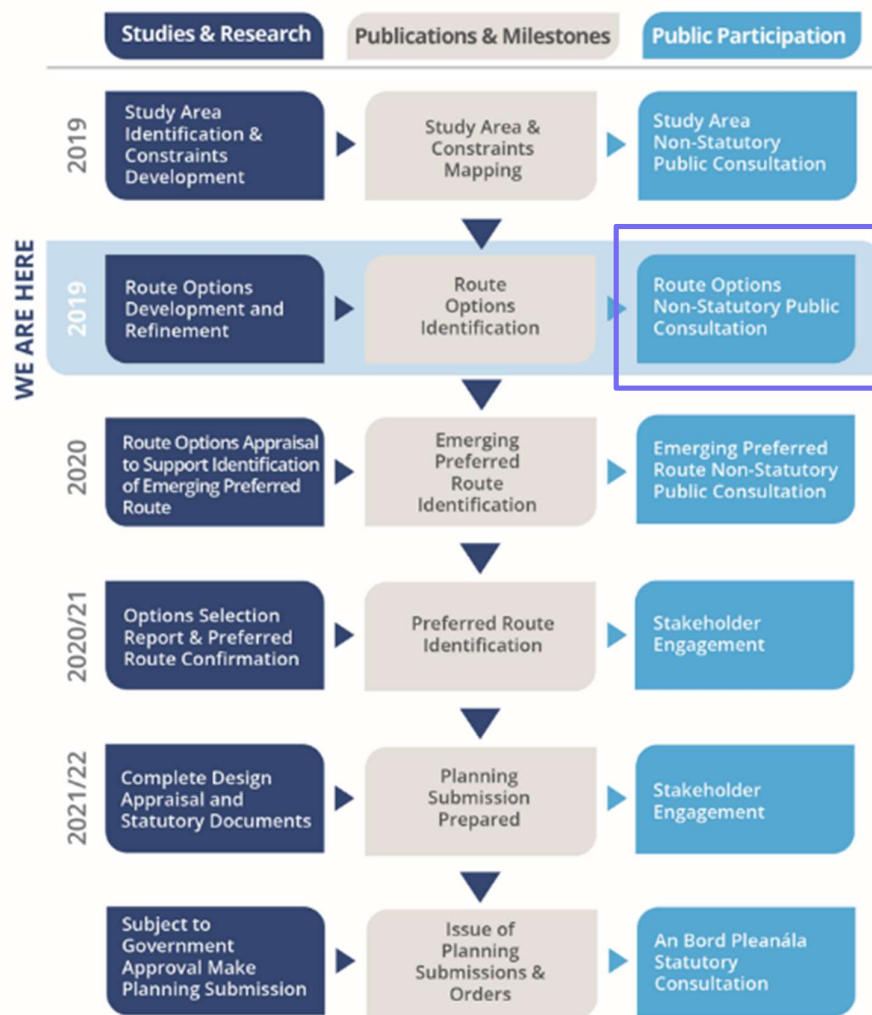 Studies & Research
Publications & Milestones
Public Participation
2019
Study Area
Identification &
Constraints
Development
Study Area &
Constraints
Mapping
Study Area
Non-Statutory
Public Consultation
WE ARE HERE
2019
Route Options
Development and
Refinement
Route
Options
Identification
Route Options
Non-Statutory Public
Consultation
2020
Route Options Appraisal
to Support Identification
of Emerging Preferred
Route
Emerging
Preferred
Route
Identification
Emerging Preferred
Route Non-Statutory
Public Consultation
2020/21
Options Selection
Report & Preferred
Route Confirmation
Preferred Route
Identification
Stakeholder
Engagement
2021/22
Complete Design
Appraisal and
Statutory Documents
Planning
Submission
Prepared
Stakeholder
Engagement
Subject to
Government
Approval Make
Planning Submission
Issue of
Planning
Submissions &
Orders
An Bord Pleanála
Statutory
Consultation